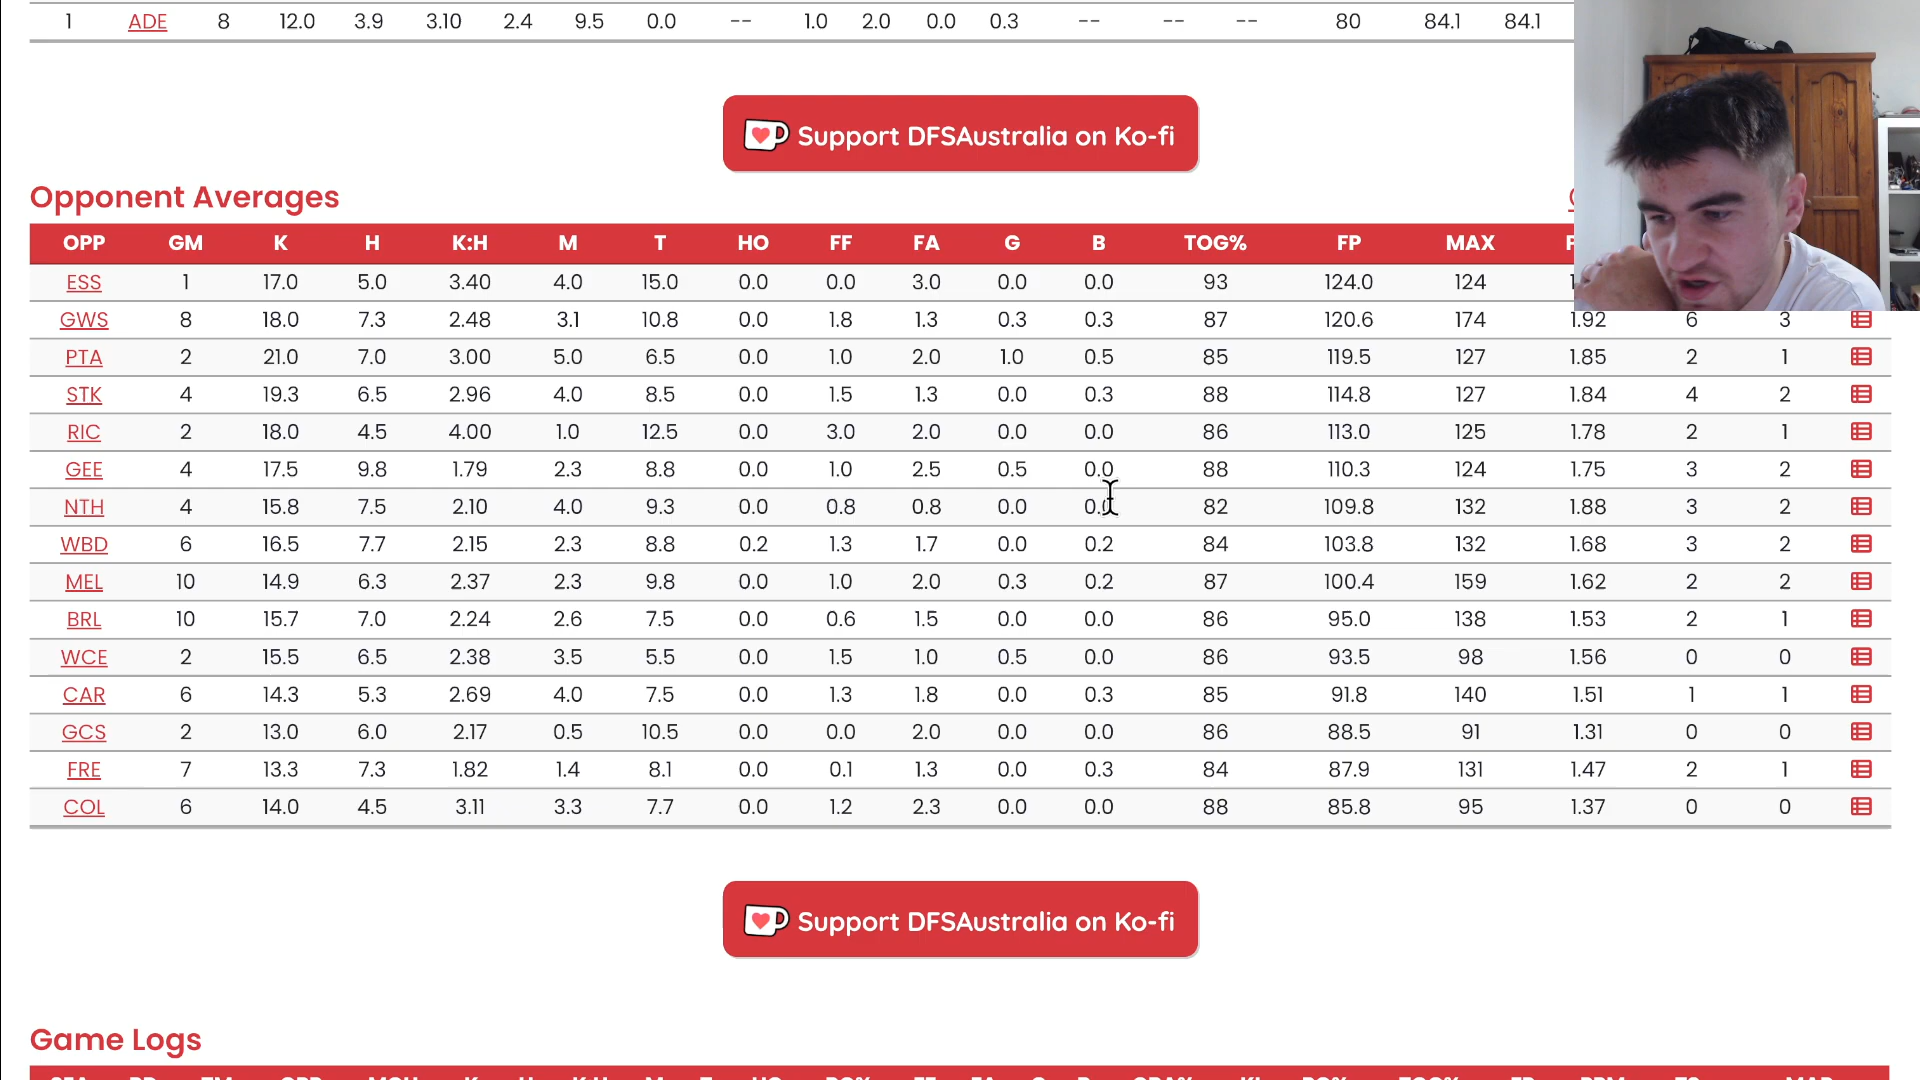 1 ADE 8 12.0 3.9 3.10 2.4 9.5 0.0 -- 1.0 2.0 0.0 0.3 -- -- -- 80 84.1 84.1
Support DFSAustralia on Ko-fi
Opponent Averages
OPP GM K H K:H M T HO FF FA G B TOG% FP MAX
ESS 1 17.0 5.0 3.40 4.0 15.0 0.0 0.0 3.0 0.0 0.0 93 124.0 124
GWS 8 18.0 7.3 2.48 3.1 10.8 0.0 1.8 1.3 0.3 0.3 87 120.6 174 1.92 6 3
PTA 2 21.0 7.0 3.00 5.0 6.5 0.0 1.0 2.0 1.0 0.5 85 119.5 127 1.85 2 1
STK 4 19.3 6.5 2.96 4.0 8.5 0.0 1.5 1.3 0.0 0.3 88 114.8 127 1.84 4 2
RIC 2 18.0 4.5 4.00 1.0 12.5 0.0 3.0 2.0 0.0 0.0 86 113.0 125 1.78 2 1
GEE 4 17.5 9.8 1.79 2.3 8.8 0.0 1.0 2.5 0.5 0.0 88 110.3 124 1.75 3 2
NTH 4 15.8 7.5 2.10 4.0 9.3 0.0 0.8 0.8 0.0 82 109.8 132 1.88 3 2
WBD 6 16.5 7.7 2.15 2.3 8.8 0.2 1.3 1.7 0.0 0.2 84 103.8 132 1.68 3 2
MEL 10 14.9 6.3 2.37 2.3 9.8 0.0 1.0 2.0 0.3 0.2 87 100.4 159 1.62 2 2
BRL 10 15.7 7.0 2.24 2.6 7.5 0.0 0.6 1.5 0.0 0.0 86 95.0 138 1.53 2 1
WCE 2 15.5 6.5 2.38 3.5 5.5 0.0 1.5 1.0 0.5 0.0 86 93.5 98 1.56 0 0
CAR 6 14.3 5.3 2.69 4.0 7.5 0.0 1.3 1.8 0.0 0.3 85 91.8 140 1.51 1 1
GCS 2 13.0 6.0 2.17 0.5 10.5 0.0 0.0 2.0 0.0 0.0 86 88.5 91 1.31 0 0
FRE 7 13.3 7.3 1.82 1.4 8.1 0.0 0.1 1.3 0.0 0.3 84 87.9 131 1.47 2 1
COL 6 14.0 4.5 3.11 3.3 7.7 0.0 1.2 2.3 0.0 0.0 88 85.8 95 1.37 0 0
Support DFSAustralia on Ko-fi
Game Logs